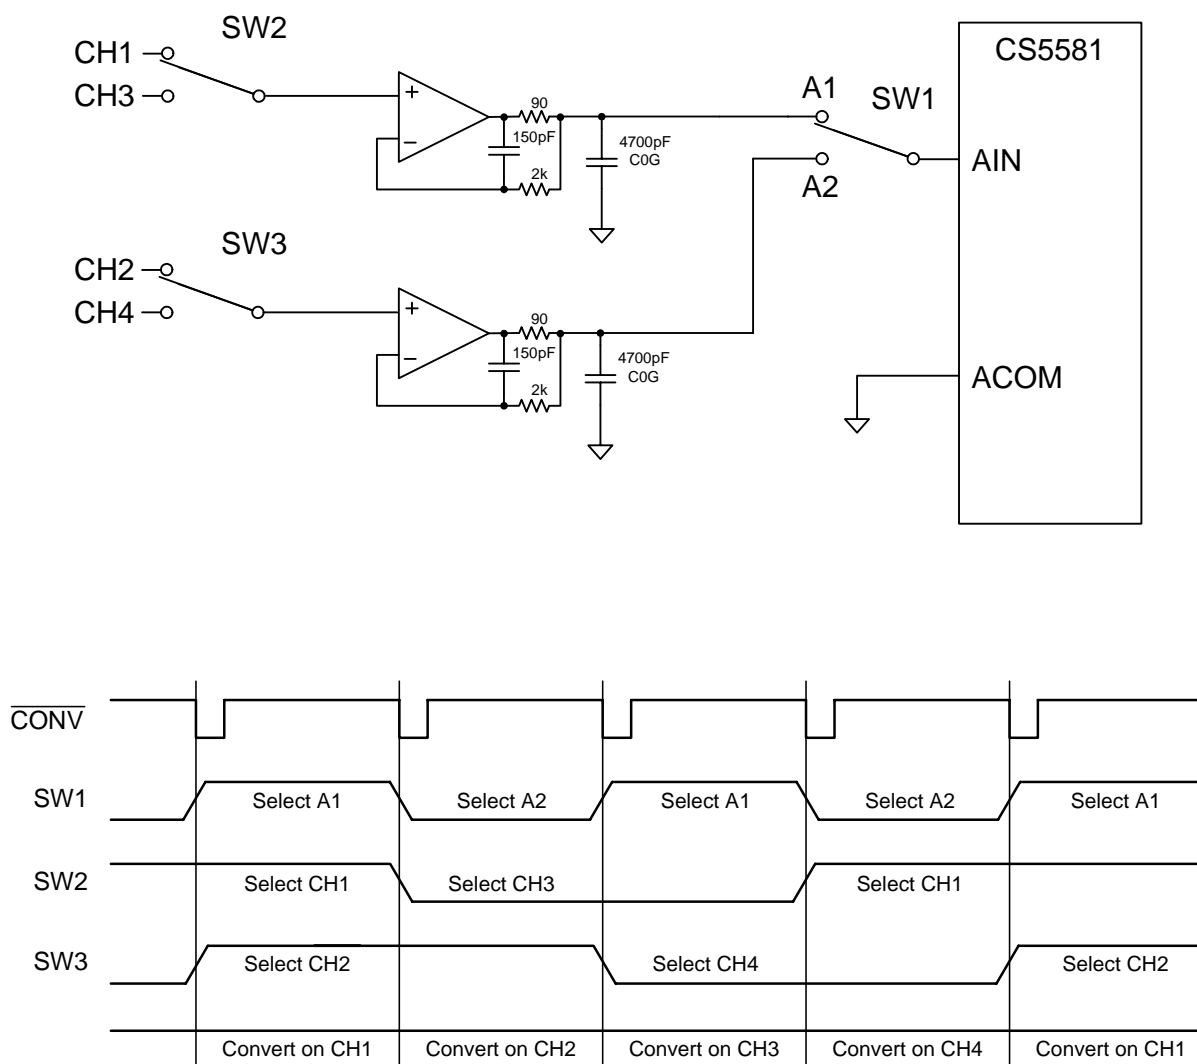 SW2
CH1
CH3
+
−
90
150pF
2k
4700pF
C0G
A1
A2
SW1
CS5581
AIN
ACOM
SW3
CH2
CH4
+
−
90
150pF
2k
4700pF
C0G
CONV
SW1 Select A1 Select A2 Select A1 Select A2 Select A1
SW2 Select CH1 Select CH3 Select CH1
SW3 Select CH2 Select CH4 Select CH2
Convert on CH1 Convert on CH2 Convert on CH3 Convert on CH4 Convert on CH1